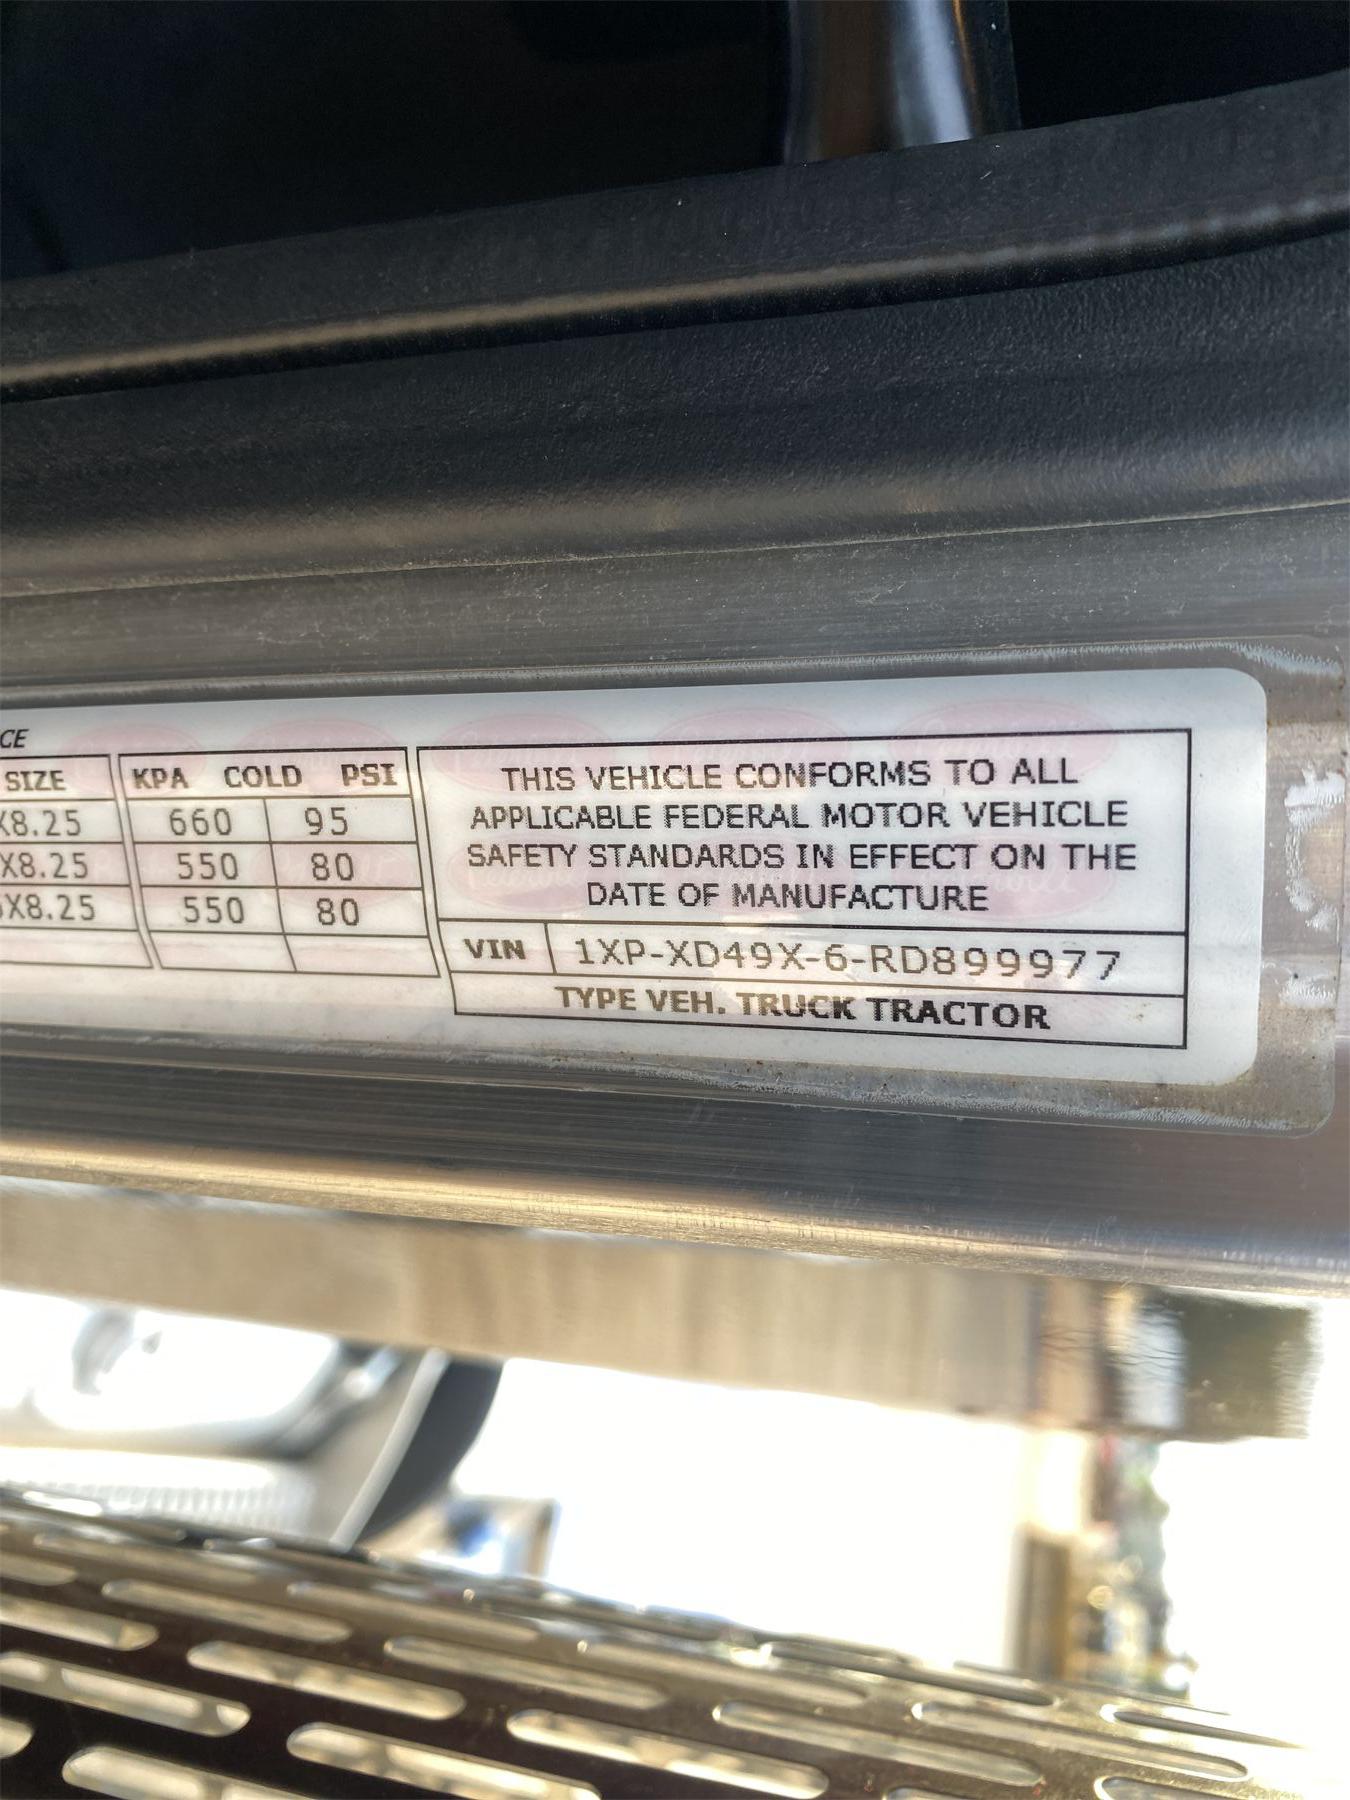 CE
SIZE KPA COLD PSI
X8.25 660 95
X8.25 550 80
X8.25 550 80
THIS VEHICLE CONFORMS TO ALL
APPLICABLE FEDERAL MOTOR VEHICLE
SAFETY STANDARDS IN EFFECT ON THE
DATE OF MANUFACTURE
VIN 1XP-XD49X-6-RD899977
TYPE VEH. TRUCK TRACTOR